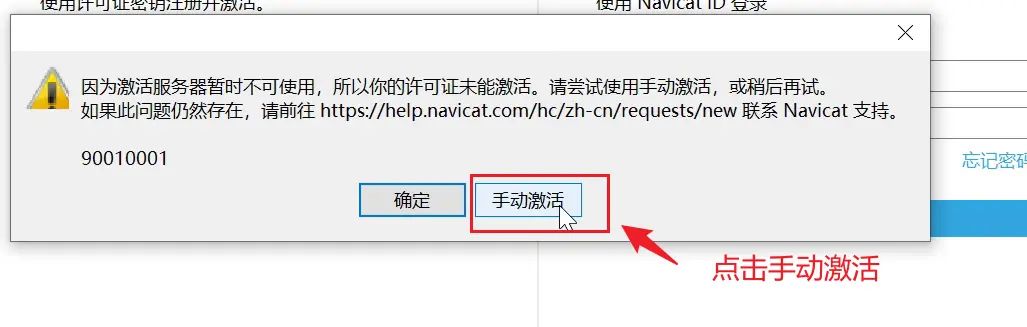 使用许可证密钥注册并激活。
使用 Navicat ID 登录
因为激活服务器暂时不可使用，所以你的许可证未能激活。请尝试使用手动激活，或稍后再试。
如果此问题仍然存在，请前往 https://help.navicat.com/hc/zh-cn/requests/new 联系 Navicat 支持。
90010001
忘记密码
确定
手动激活
点击手动激活